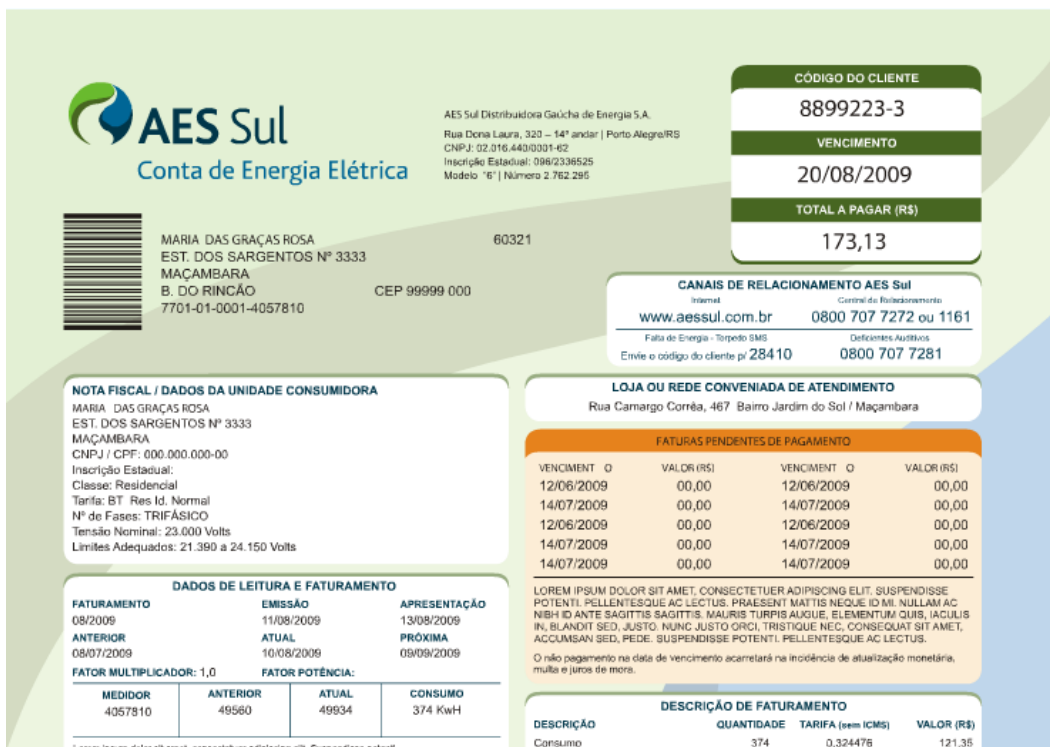 AES Sul
Conta de Energia Elétrica
AES Sul Distribuidora Gaúcha de Energia S.A.
Rua Dona Laura, 320 – 14º andar | Porto Alegre/RS
CNPJ: 02.016.440/0001-62
Inscrição Estadual: 096/2336525
Modelo "6" | Número 2.762.295
CÓDIGO DO CLIENTE
8899223-3
VENCIMENTO
20/08/2009
TOTAL A PAGAR (R$)
173,13
MARIA DAS GRAÇAS ROSA 60321
EST. DOS SARGENTOS Nº 3333
MAÇAMBARA
B. DO RINCÃO CEP 99999 000
7701-01-0001-4057810
CANAIS DE RELACIONAMENTO AES Sul
Internet Central de Relacionamento
www.aessul.com.br 0800 707 7272 ou 1161
Falta de Energia - Torpedo SMS Deficientes Auditivos
Envie o código do cliente p/ 28410 0800 707 7281
NOTA FISCAL / DADOS DA UNIDADE CONSUMIDORA
MARIA DAS GRAÇAS ROSA
EST. DOS SARGENTOS Nº 3333
MAÇAMBARA
CNPJ / CPF: 000.000.000-00
Inscrição Estadual:
Classe: Residencial
Tarifa: BT Res Id. Normal
Nº de Fases: TRIFÁSICO
Tensão Nominal: 23.000 Volts
Limites Adequados: 21.390 a 24.150 Volts
LOJA OU REDE CONVENIADA DE ATENDIMENTO
Rua Camargo Corrêa, 467 Bairro Jardim do Sol / Maçambara
FATURAS PENDENTES DE PAGAMENTO
VENCIMENT O VALOR (R$) VENCIMENT O VALOR (R$)
12/06/2009 00,00 12/06/2009 00,00
14/07/2009 00,00 14/07/2009 00,00
12/06/2009 00,00 12/06/2009 00,00
14/07/2009 00,00 14/07/2009 00,00
14/07/2009 00,00 14/07/2009 00,00
LOREM IPSUM DOLOR SIT AMET, CONSECTETUER ADIPISCING ELIT. SUSPENDISSE
POTENTI. PELLENTESQUE AC LECTUS. PRAESENT MATTIS NEQUE ID MI. NULLAM AC
NIBH ID ANTE SAGITTIS SAGITTIS. MAURIS TURPIS AUGUE, ELEMENTUM QUIS, IACULIS
IN, BLANDIT SED, JUSTO. NUNC JUSTO ORCI, TRISTIQUE NEC, CONSEQUAT SIT AMET,
ACCUMSAN SED, PEDE. SUSPENDISSE POTENTI. PELLENTESQUE AC LECTUS.
O não pagamento na data de vencimento acarretará na incidência de atualização monetária,
multa e juros de mora.
DADOS DE LEITURA E FATURAMENTO
FATURAMENTO EMISSÃO APRESENTAÇÃO
08/2009 11/08/2009 13/08/2009
ANTERIOR ATUAL PRÓXIMA
08/07/2009 10/08/2009 09/09/2009
FATOR MULTIPLICADOR: 1,0 FATOR POTÊNCIA:
MEDIDOR ANTERIOR ATUAL CONSUMO
4057810 49560 49934 374 KwH
DESCRIÇÃO DE FATURAMENTO
DESCRIÇÃO QUANTIDADE TARIFA (sem ICMS) VALOR (R$)
Consumo 374 0,324476 121,35